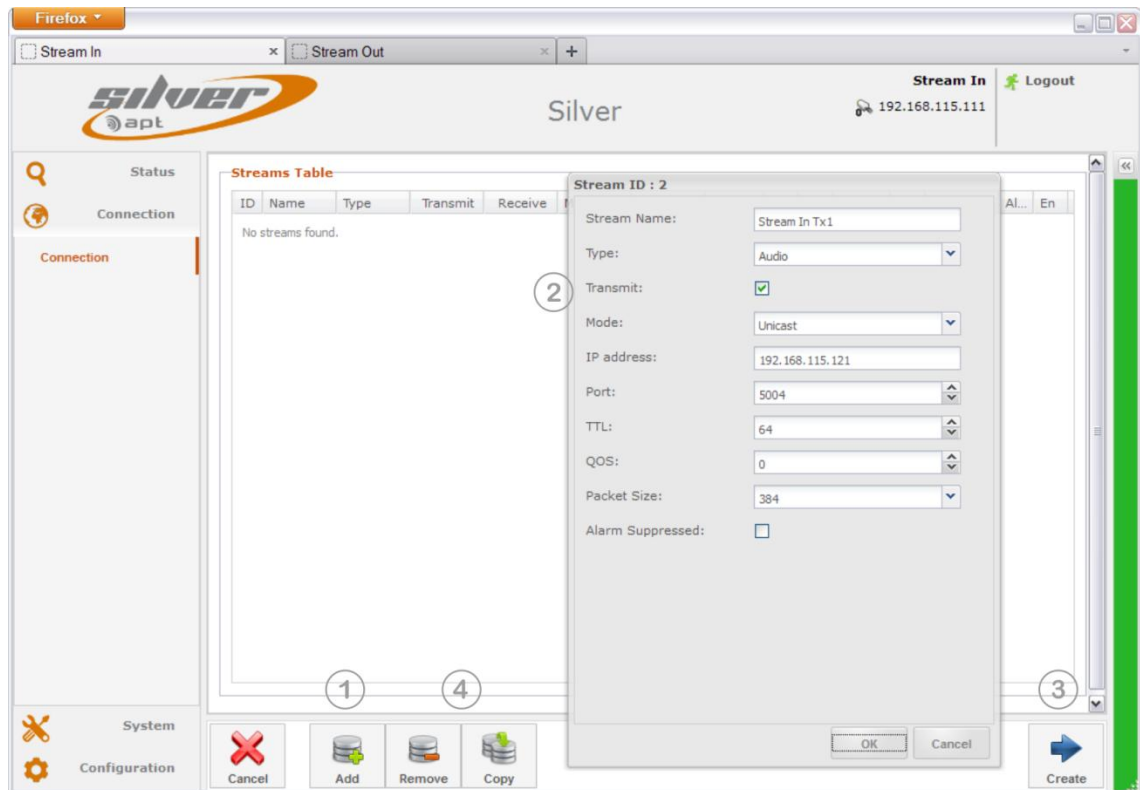 Firefox
Stream In
Stream Out
silver
apt
Silver
Stream In
192.168.115.111
Logout
Status
Connection
Connection
System
Configuration
Streams Table
ID Name Type Transmit Receive Al... En
No streams found.
Stream ID : 2
Stream Name: Stream In Tx1
Type: Audio
2
Transmit:
Mode: Unicast
IP address: 192.168.115.121
Port: 5004
TTL: 64
QOS: 0
Packet Size: 384
Alarm Suppressed:
OK Cancel
1 4 3
Cancel Add Remove Copy Create